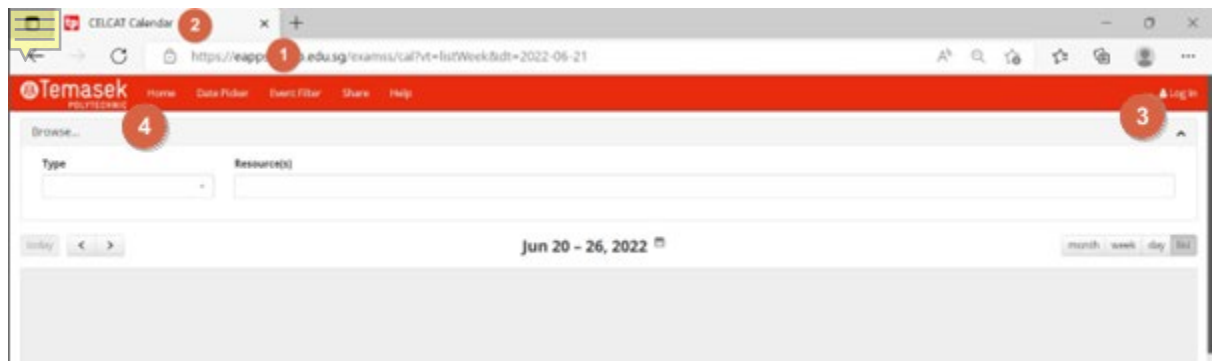 CELCAT Calendar 2
https://eapps 1 .edu.sg/examss/cal?vt=listWeek&dt=2022-06-21
Temasek
POLYTECHNIC
Home Date Picker Event Filter Share Help Log In
4 3
Browse...
Type Resource(s)
today < > Jun 20 – 26, 2022 month week day list